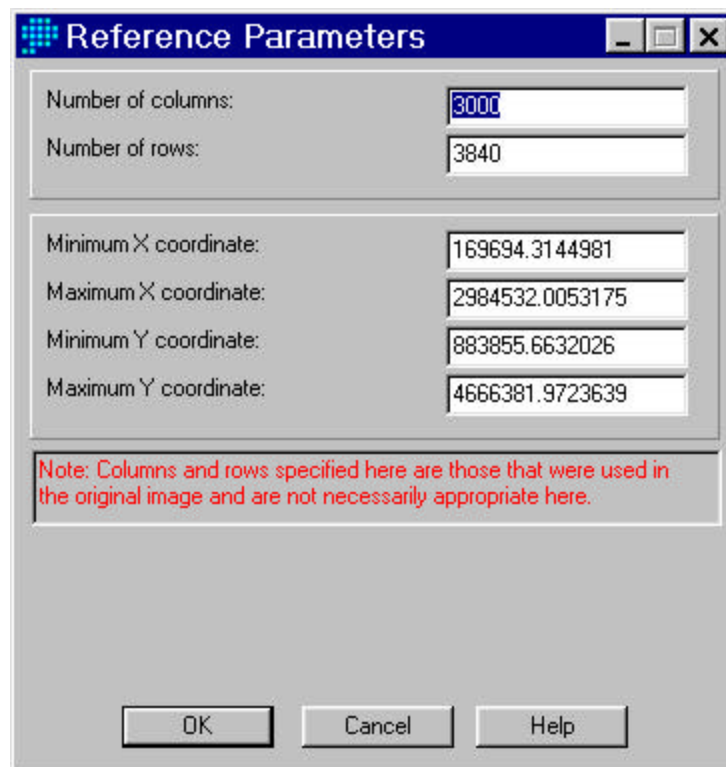 Reference Parameters
Number of columns: 3000
Number of rows: 3840
Minimum X coordinate: 169694.3144981
Maximum X coordinate: 2984532.0053175
Minimum Y coordinate: 883855.6632026
Maximum Y coordinate: 4666381.9723639
Note: Columns and rows specified here are those that were used in
the original image and are not necessarily appropriate here.
OK Cancel Help